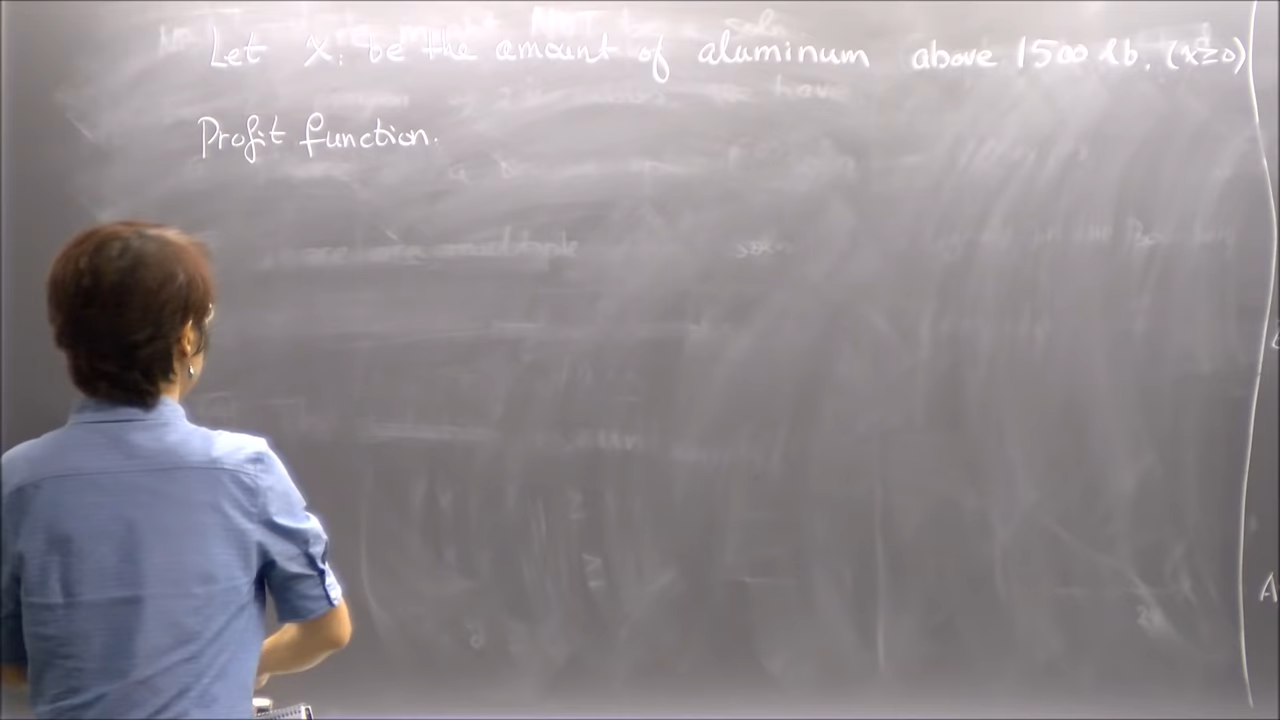 Let x: be the amount of aluminum above 1500 lb. (x≥0)
Profit function.